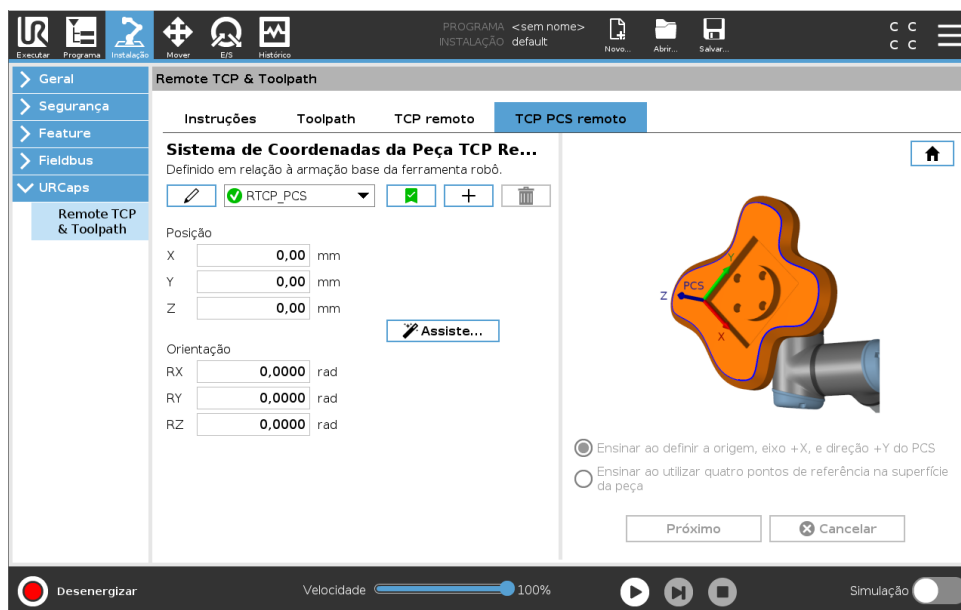 PROGRAMA <sem nome>
INSTALAÇÃO default
Executar Programa Instalação Mover E/S Histórico Novo... Abrir... Salvar...
C C
C C
Geral
Segurança
Feature
Fieldbus
URCaps
Remote TCP
& Toolpath
Remote TCP & Toolpath
Instruções Toolpath TCP remoto TCP PCS remoto
Sistema de Coordenadas da Peça TCP Re...
Definido em relação à armação base da ferramenta robô.
RTCP_PCS
Posição
X 0,00 mm
Y 0,00 mm
Z 0,00 mm
Assiste...
Orientação
RX 0,0000 rad
RY 0,0000 rad
RZ 0,0000 rad
Y
PCS
Z
X
Ensinar ao definir a origem, eixo +X, e direção +Y do PCS
Ensinar ao utilizar quatro pontos de referência na superfície
da peça
Próximo Cancelar
Desenergizar Velocidade 100% Simulação